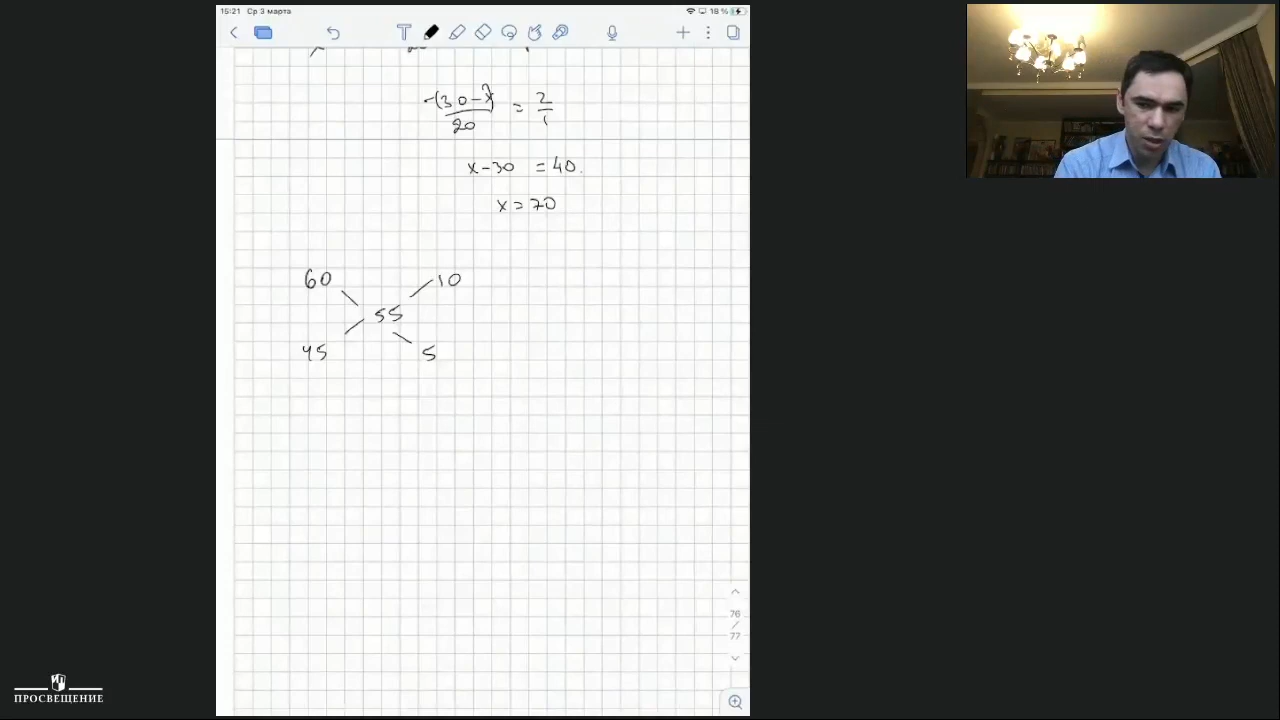 15:21 Ср 3 марта
18 %
-(30-x)/20 = 2/1
x-30 = 40.
x = 70
60 10
55
45 5
76
/
77
ПРОСВЕЩЕНИЕ